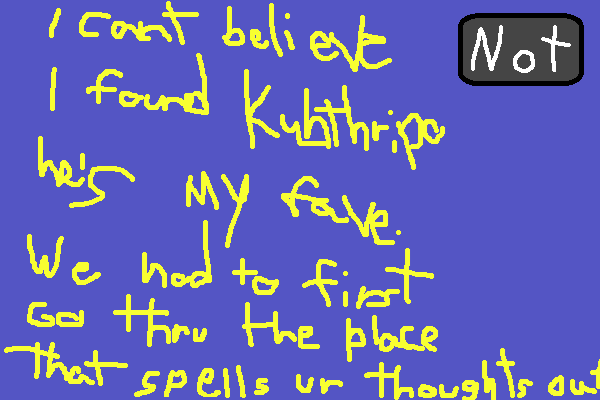 I cant believe
Not
I found Kuhthripa
he's my fave.
We had to first
Go thru the place
That spells ur thoughts out